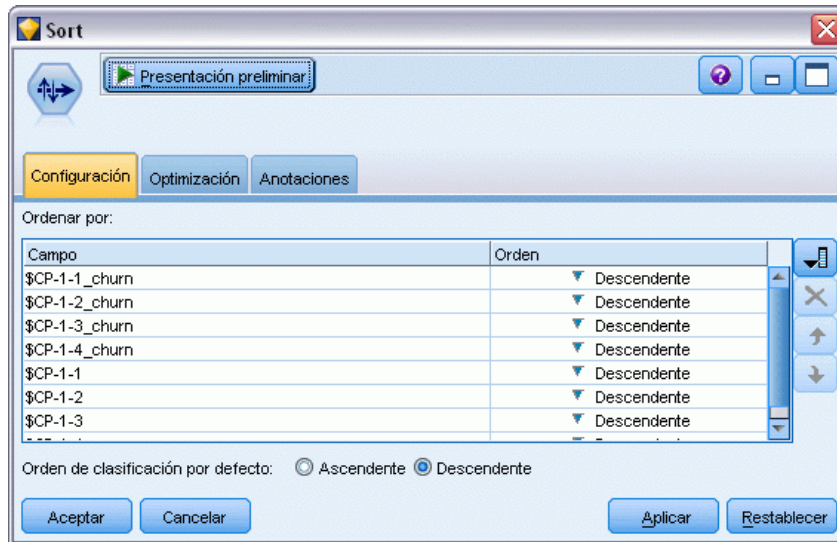 Sort
Presentación preliminar
Configuración Optimización Anotaciones
Ordenar por:
Campo Orden
$CP-1-1_churn Descendente
$CP-1-2_churn Descendente
$CP-1-3_churn Descendente
$CP-1-4_churn Descendente
$CP-1-1 Descendente
$CP-1-2 Descendente
$CP-1-3 Descendente
Orden de clasificación por defecto: Ascendente Descendente
Aceptar Cancelar Aplicar Restablecer